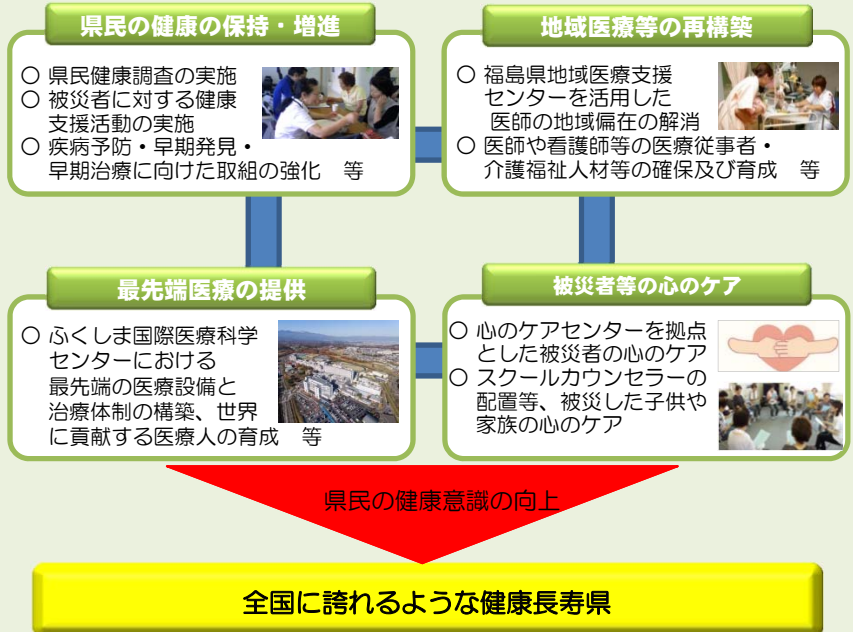 県民の健康の保持・増進
○ 県民健康調査の実施
○ 被災者に対する健康
支援活動の実施
○ 疾病予防・早期発見・
早期治療に向けた取組の強化　等
地域医療等の再構築
○ 福島県地域医療支援
センターを活用した
医師の地域偏在の解消
○ 医師や看護師等の医療従事者・
介護福祉人材等の確保及び育成　等
最先端医療の提供
○ ふくしま国際医療科学
センターにおける
最先端の医療設備と
治療体制の構築、世界
に貢献する医療人の育成　等
被災者等の心のケア
○ 心のケアセンターを拠点
とした被災者の心のケア
○ スクールカウンセラーの
配置等、被災した子供や
家族の心のケア
県民の健康意識の向上
全国に誇れるような健康長寿県